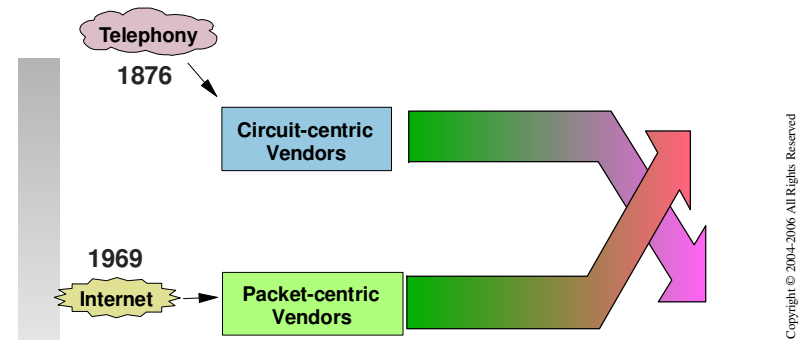 Telephony
1876
Circuit-centric
Vendors
1969
Internet
Packet-centric
Vendors
Copyright © 2004-2006 All Rights Reserved